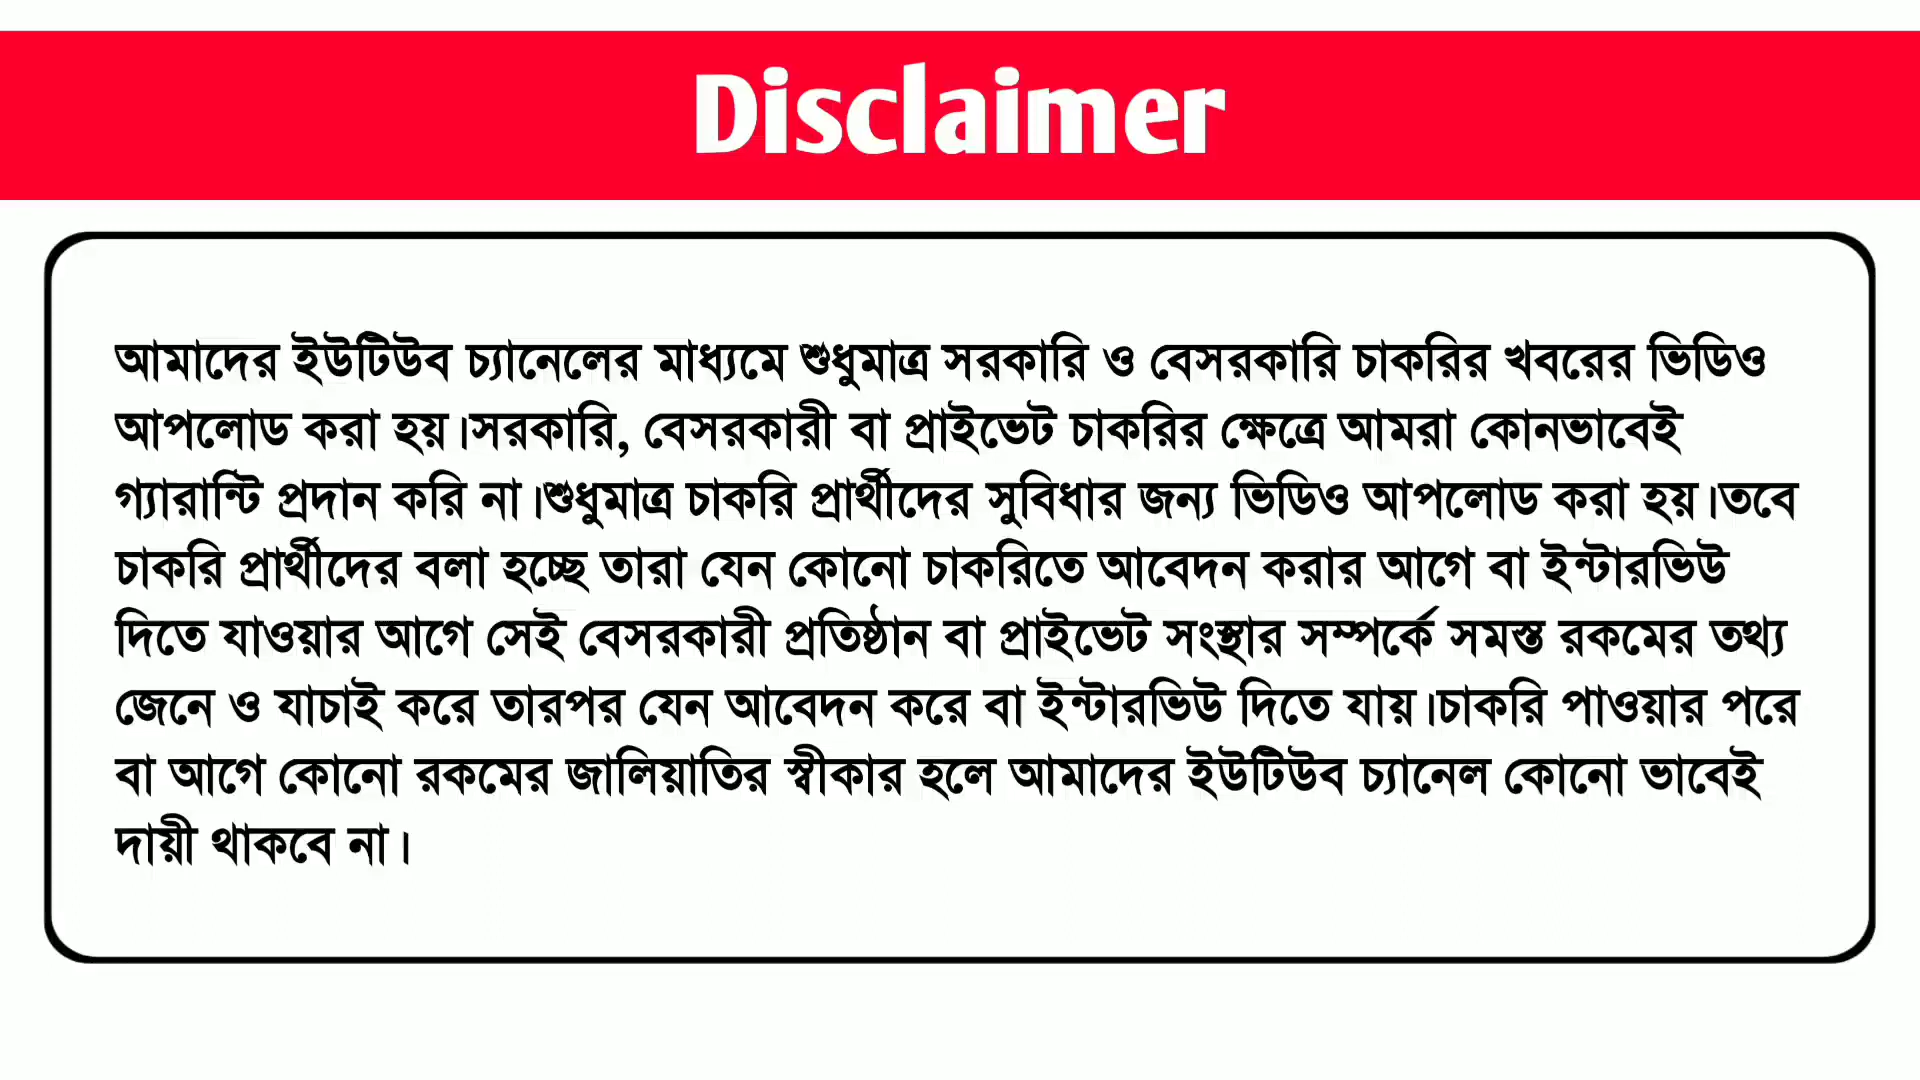 Disclaimer
আমাদের ইউটিউব চ্যানেলের মাধ্যমে শুধুমাত্র সরকারি ও বেসরকারি চাকরির খবরের ভিডিও
আপলোড করা হয়।সরকারি, বেসরকারী বা প্রাইভেট চাকরির ক্ষেত্রে আমরা কোনভাবেই
গ্যারান্টি প্রদান করি না।শুধুমাত্র চাকরি প্রার্থীদের সুবিধার জন্য ভিডিও আপলোড করা হয়।তবে
চাকরি প্রার্থীদের বলা হচ্ছে তারা যেন কোনো চাকরিতে আবেদন করার আগে বা ইন্টারভিউ
দিতে যাওয়ার আগে সেই বেসরকারী প্রতিষ্ঠান বা প্রাইভেট সংস্থার সম্পর্কে সমস্ত রকমের তথ্য
জেনে ও যাচাই করে তারপর যেন আবেদন করে বা ইন্টারভিউ দিতে যায়।চাকরি পাওয়ার পরে
বা আগে কোনো রকমের জালিয়াতির স্বীকার হলে আমাদের ইউটিউব চ্যানেল কোনো ভাবেই
দায়ী থাকবে না।